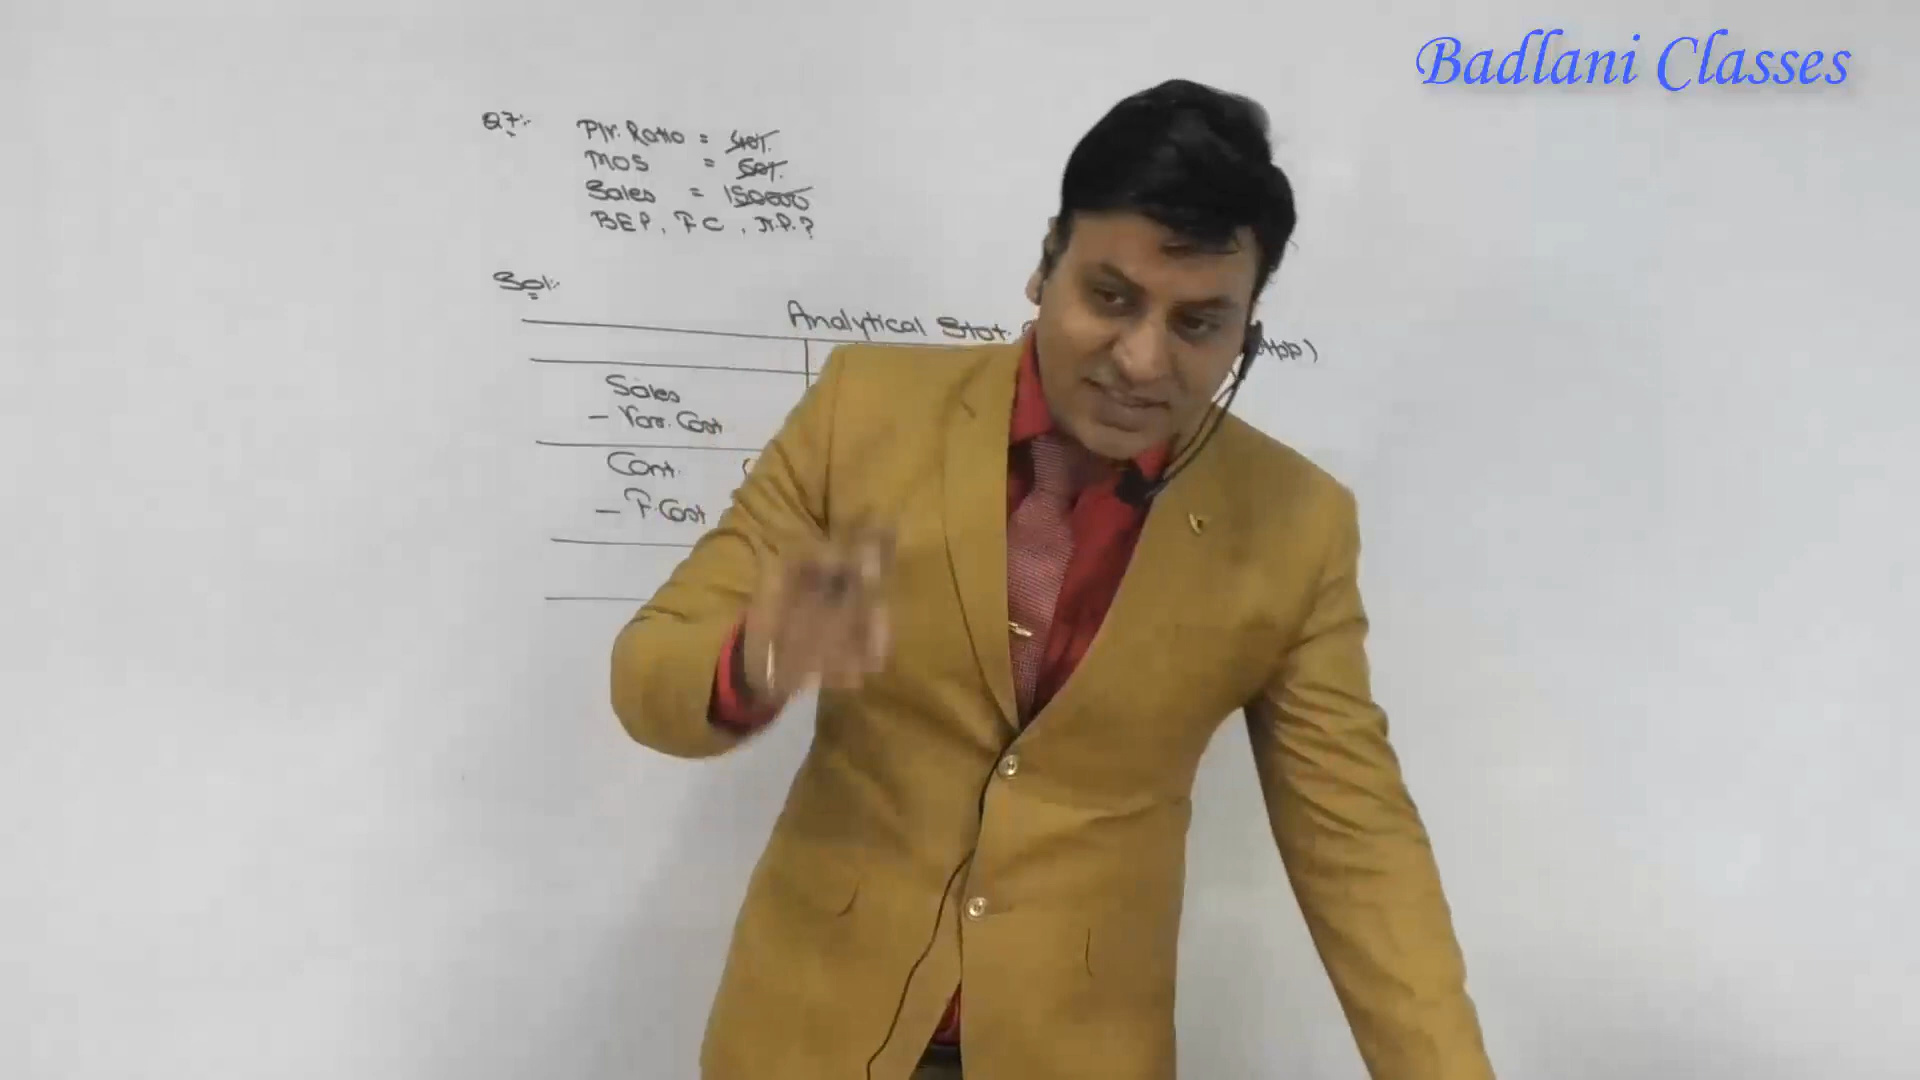 Badlani Classes
Q7:-
P/V. Ratio = 40%
MOS = 50%
Sales = 150000
BEP, FC, N.P.?
Sol:-
Analytical Stat.
Sales
- Var. Cost
Cont.
- F. Cost